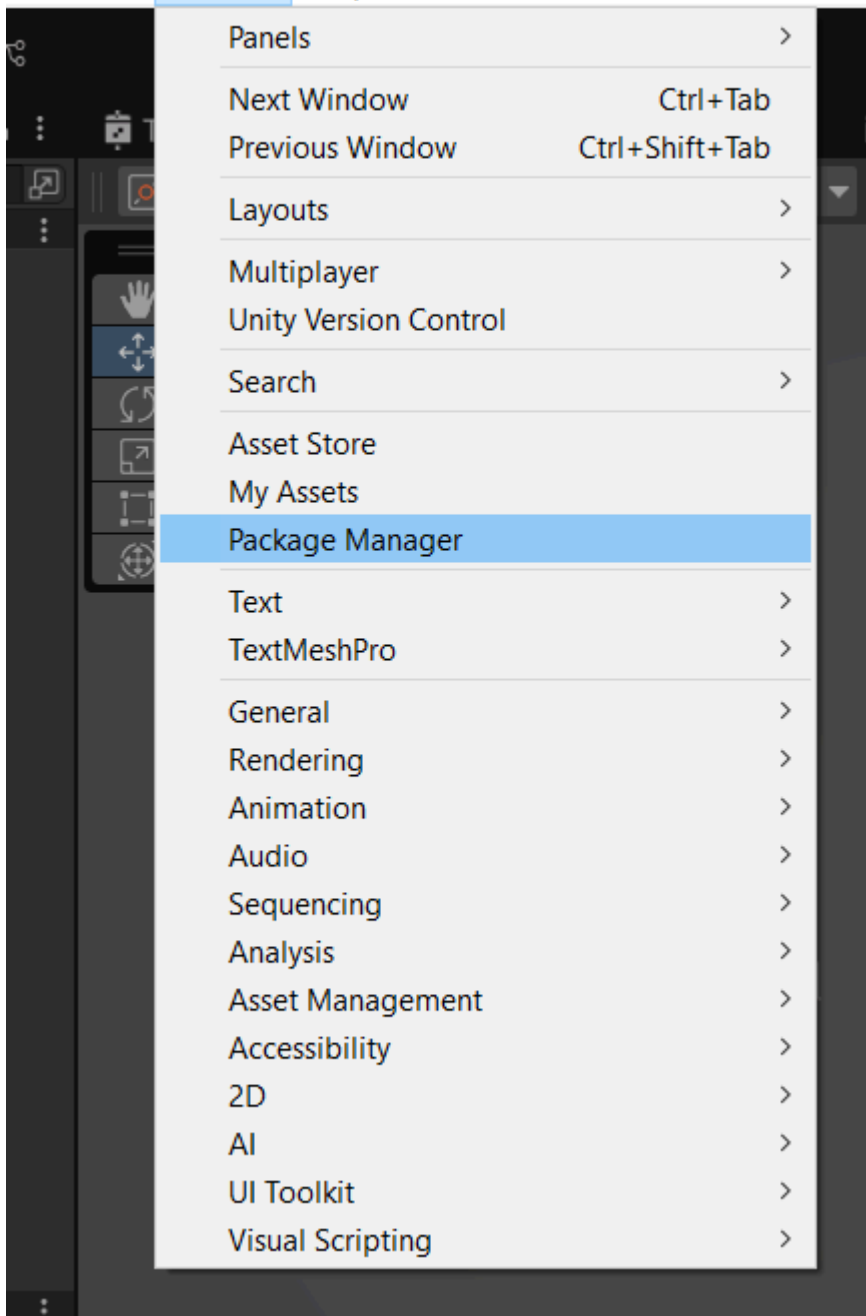 Panels
Next Window Ctrl+Tab
Previous Window Ctrl+Shift+Tab
Layouts
Multiplayer
Unity Version Control
Search
Asset Store
My Assets
Package Manager
Text
TextMeshPro
General
Rendering
Animation
Audio
Sequencing
Analysis
Asset Management
Accessibility
2D
AI
UI Toolkit
Visual Scripting